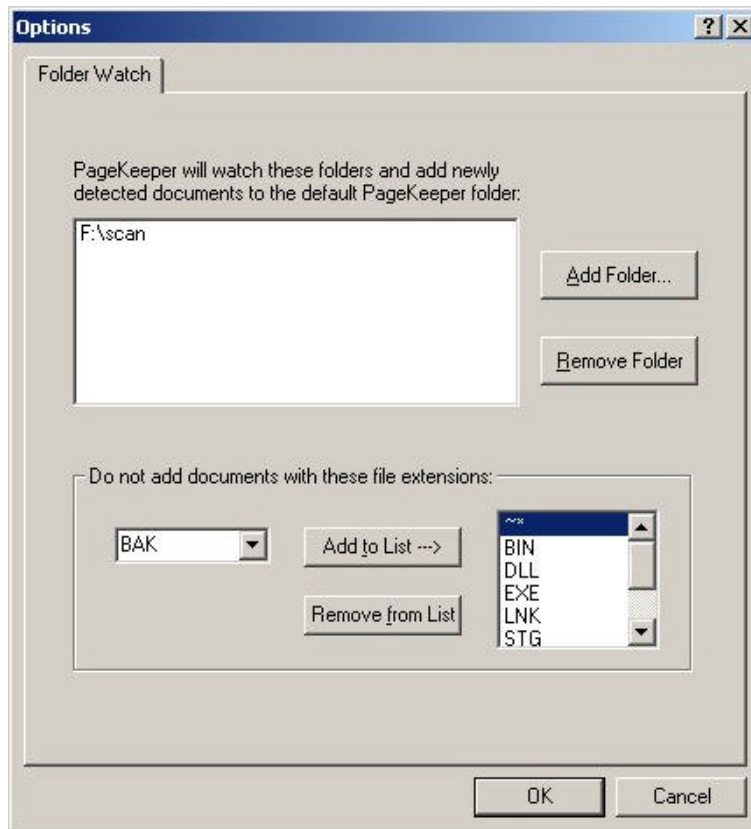 Options
Folder Watch
PageKeeper will watch these folders and add newly
detected documents to the default PageKeeper folder:
F:\scan
Add Folder...
Remove Folder
Do not add documents with these file extensions:
BAK
Add to List --->
Remove from List
~*
BIN
DLL
EXE
LNK
STG
OK
Cancel